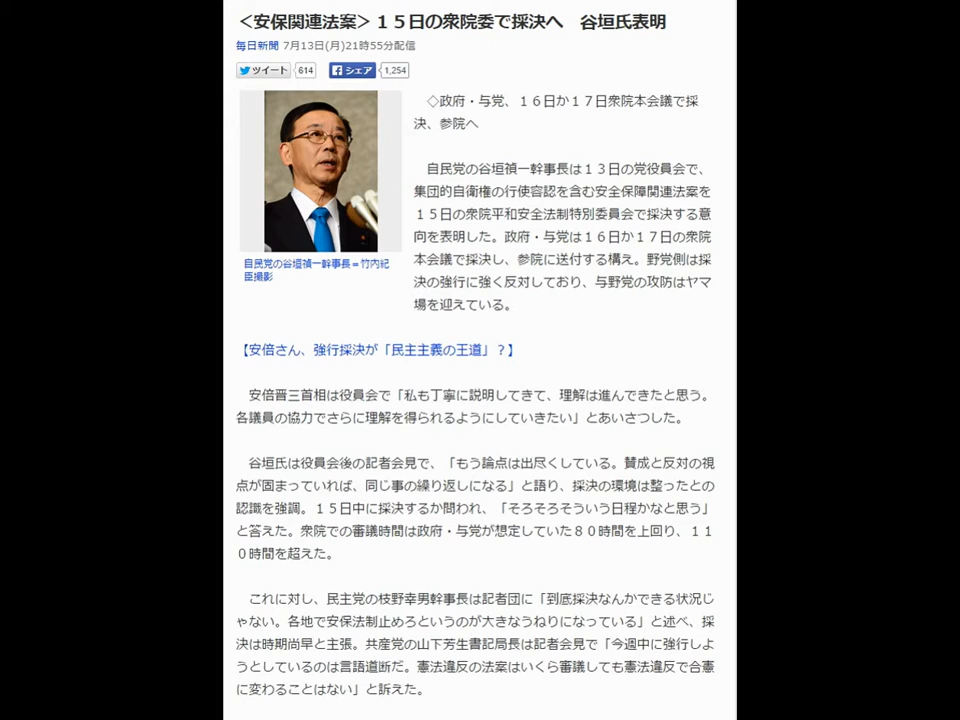 ＜安保関連法案＞１５日の衆院委で採決へ　谷垣氏表明
毎日新聞 7月13日(月)21時55分配信
ツイート 614 シェア 1,254
◇政府・与党、１６日か１７日衆院本会議で採
決、参院へ
自民党の谷垣禎一幹事長は１３日の党役員会で、
集団的自衛権の行使容認を含む安全保障関連法案を
１５日の衆院平和安全法制特別委員会で採決する意
向を表明した。政府・与党は１６日か１７日の衆院
本会議で採決し、参院に送付する構え。野党側は採
決の強行に強く反対しており、与野党の攻防はヤマ
場を迎えている。
自民党の谷垣禎一幹事長＝竹内紀
臣撮影
【安倍さん、強行採決が「民主主義の王道」？】
安倍晋三首相は役員会で「私も丁寧に説明してきて、理解は進んできたと思う。
各議員の協力でさらに理解を得られるようにしていきたい」とあいさつした。
谷垣氏は役員会後の記者会見で、「もう論点は出尽くしている。賛成と反対の視
点が固まっていれば、同じ事の繰り返しになる」と語り、採決の環境は整ったとの
認識を強調。１５日中に採決するか問われ、「そろそろそういう日程かなと思う」
と答えた。衆院での審議時間は政府・与党が想定していた８０時間を上回り、１１
０時間を超えた。
これに対し、民主党の枝野幸男幹事長は記者団に「到底採決なんかできる状況じ
ゃない。各地で安保法制止めろというのが大きなうねりになっている」と述べ、採
決は時期尚早と主張。共産党の山下芳生書記局長は記者会見で「今週中に強行しよ
うとしているのは言語道断だ。憲法違反の法案はいくら審議しても憲法違反で合憲
に変わることはない」と訴えた。